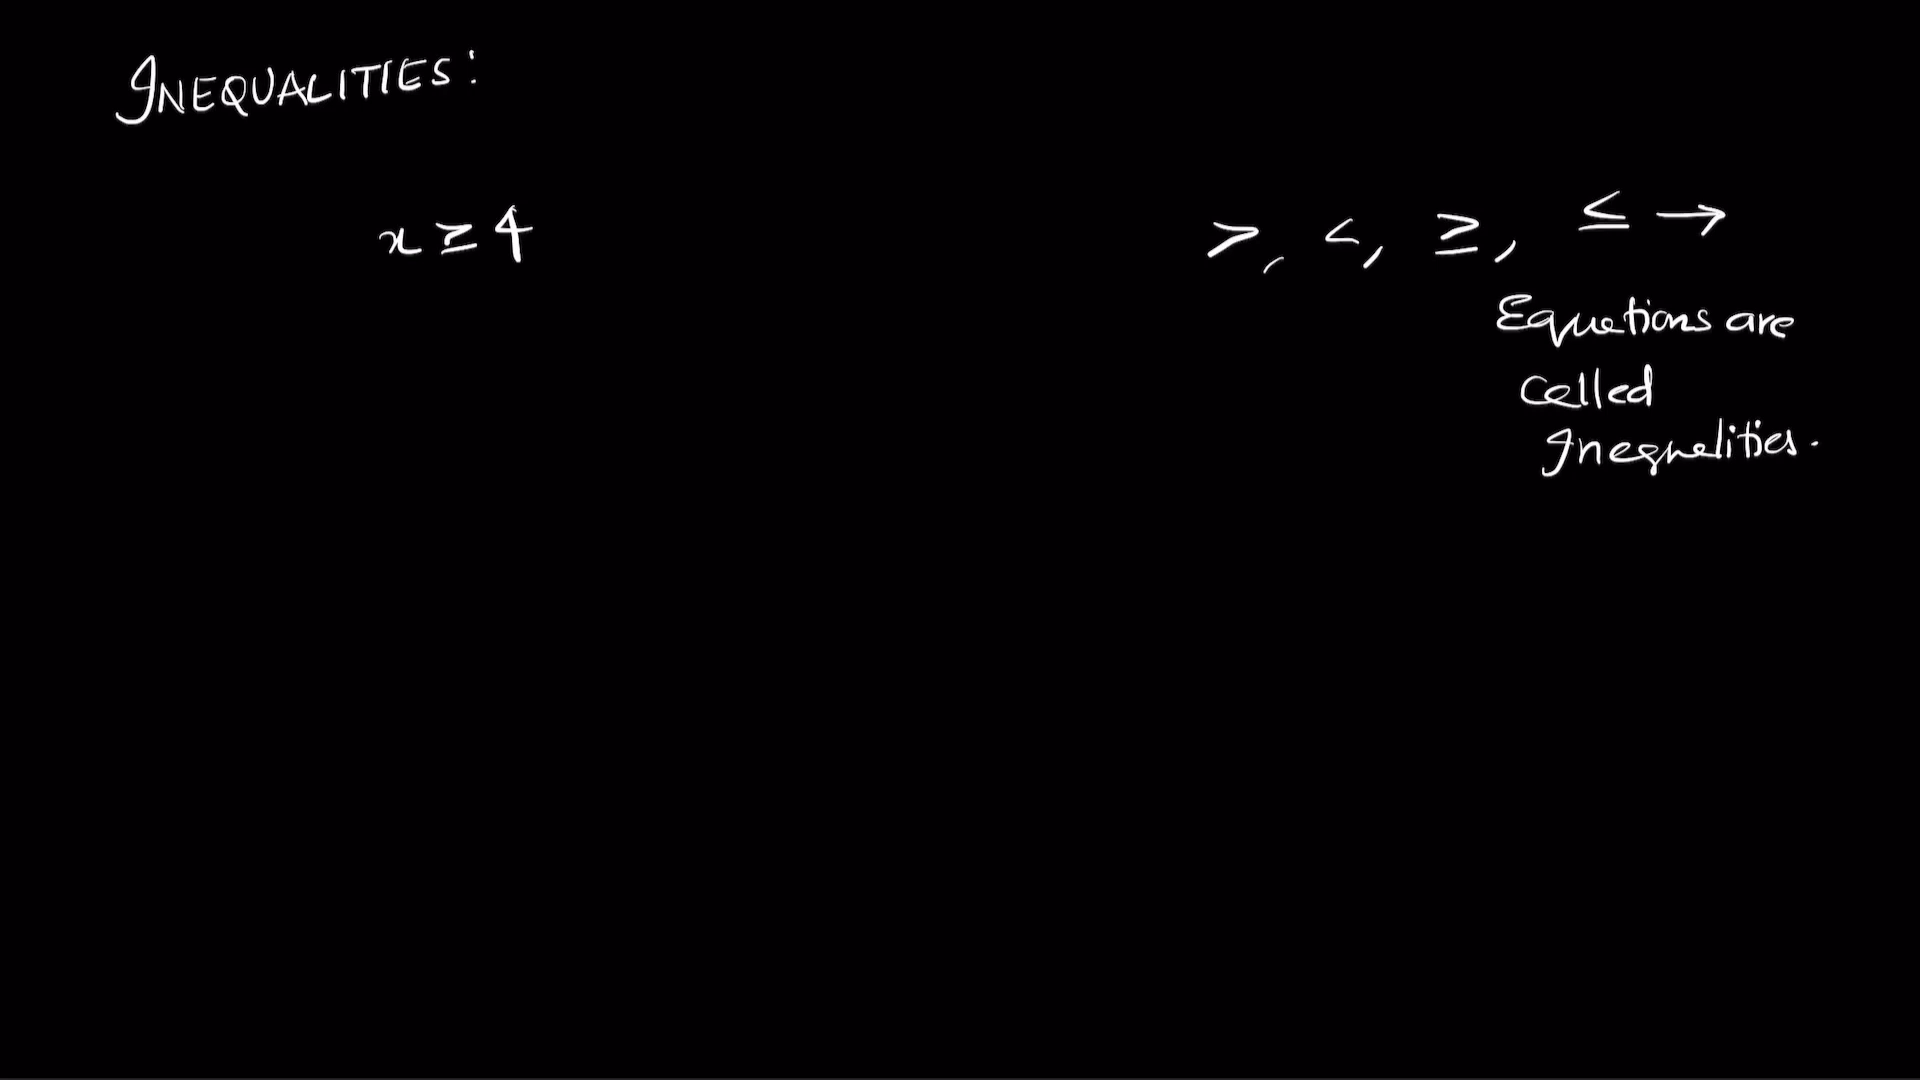 INEQUALITIES:
x ≥ 4
>, <, ≥, ≤ →
Equations are
called
Inequalities.